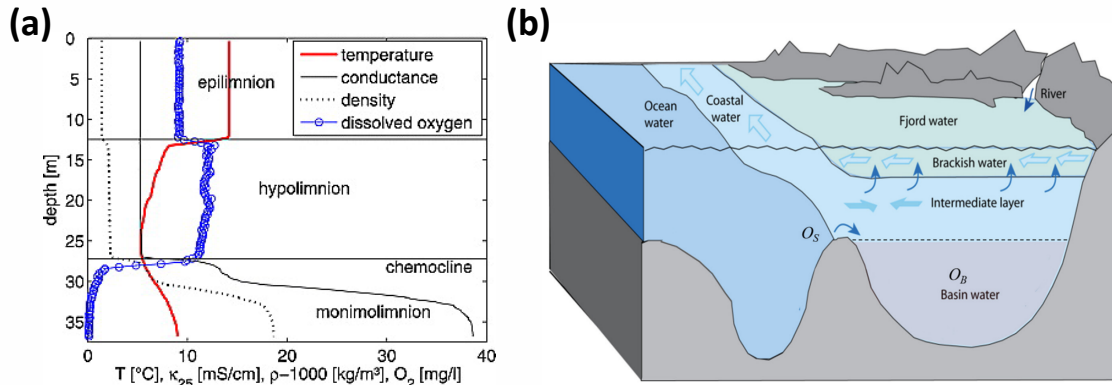 (a)
0
5
10
15
20
25
30
35
depth [m]
temperature
conductance
density
dissolved oxygen
epilimnion
hypolimnion
chemocline
monimolimnion
0 10 20 30 40
T [°C], κ25 [mS/cm], ρ−1000 [kg/m³], O2 [mg/l]
(b)
River
Ocean
water
Coastal
water
Fjord water
Brackish water
Intermediate layer
OS
OB
Basin water